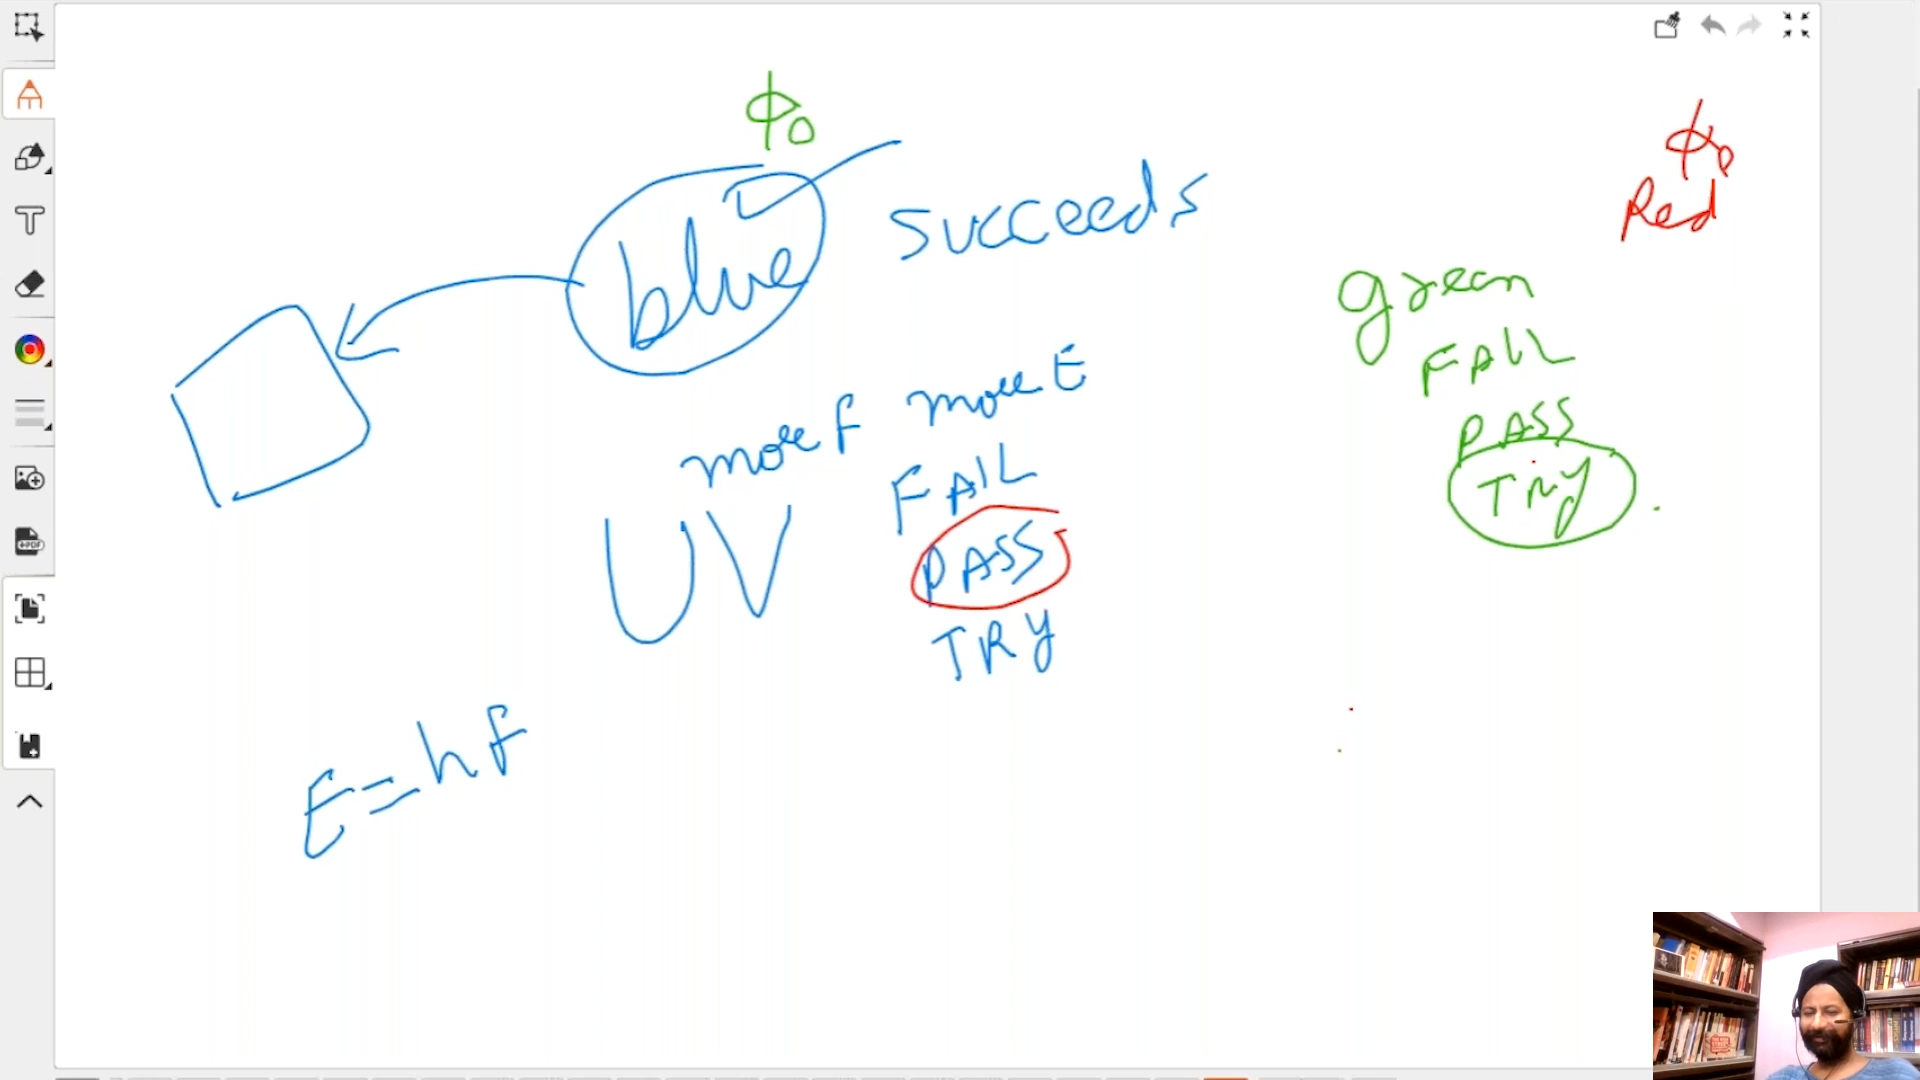 ϕ0
blue
succeeds
more f more E
UV
FAIL
PASS
TRY
E=hf
ϕ0
Red
green
FAIL
PASS
TRY